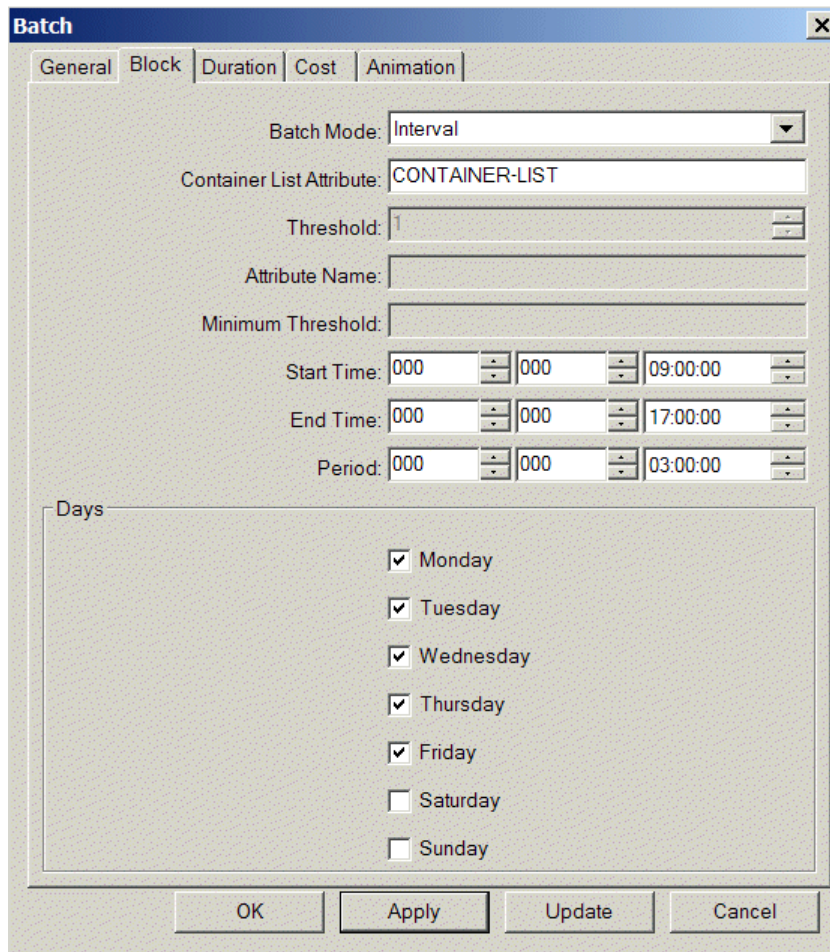 Batch
General Block Duration Cost Animation
Batch Mode: Interval
Container List Attribute: CONTAINER-LIST
Threshold: 1
Attribute Name:
Minimum Threshold:
Start Time: 000 000 09:00:00
End Time: 000 000 17:00:00
Period: 000 000 03:00:00
Days
Monday
Tuesday
Wednesday
Thursday
Friday
Saturday
Sunday
OK Apply Update Cancel